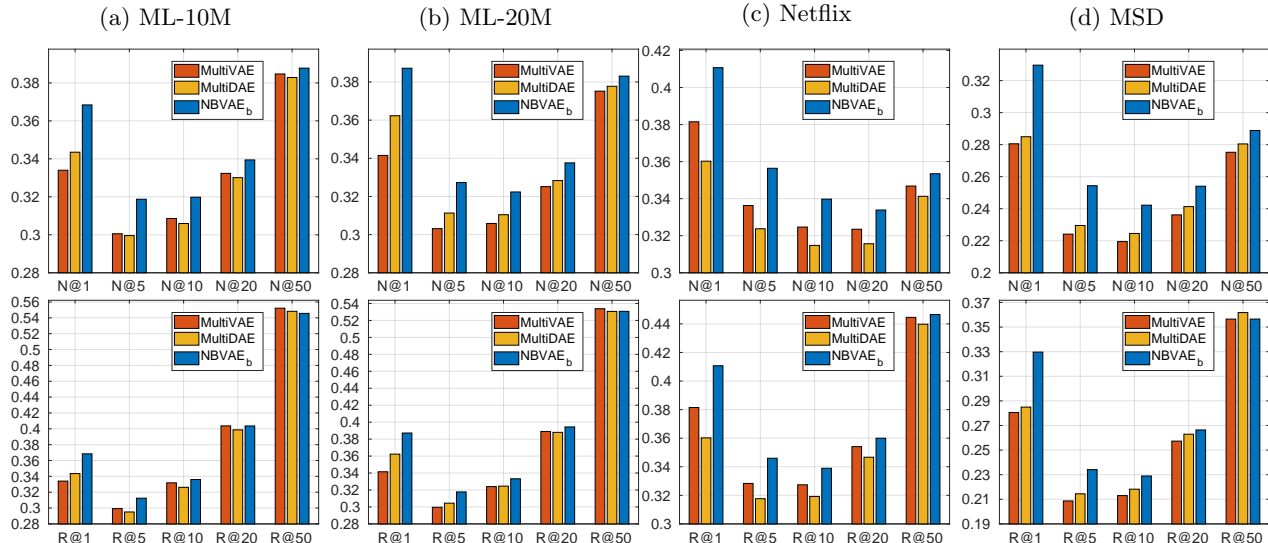 (a) ML-10M
(b) ML-20M
(c) Netflix
(d) MSD
0.38
0.36
0.34
0.32
0.3
0.28
MultiVAE
MultiDAE
NBVAE_b
N@1 N@5 N@10 N@20 N@50
0.38
0.36
0.34
0.32
0.3
0.28
MultiVAE
MultiDAE
NBVAE_b
N@1 N@5 N@10 N@20 N@50
0.42
0.4
0.38
0.36
0.34
0.32
0.3
MultiVAE
MultiDAE
NBVAE_b
N@1 N@5 N@10 N@20 N@50
0.32
0.3
0.28
0.26
0.24
0.22
0.2
MultiVAE
MultiDAE
NBVAE_b
N@1 N@5 N@10 N@20 N@50
0.56
0.54
0.52
0.5
0.48
0.46
0.44
0.42
0.4
0.38
0.36
0.34
0.32
0.3
0.28
MultiVAE
MultiDAE
NBVAE_b
R@1 R@5 R@10 R@20 R@50
0.54
0.52
0.5
0.48
0.46
0.44
0.42
0.4
0.38
0.36
0.34
0.32
0.3
0.28
MultiVAE
MultiDAE
NBVAE_b
R@1 R@5 R@10 R@20 R@50
0.44
0.42
0.4
0.38
0.36
0.34
0.32
0.3
MultiVAE
MultiDAE
NBVAE_b
R@1 R@5 R@10 R@20 R@50
0.37
0.35
0.33
0.31
0.29
0.27
0.25
0.23
0.21
0.19
MultiVAE
MultiDAE
NBVAE_b
R@1 R@5 R@10 R@20 R@50